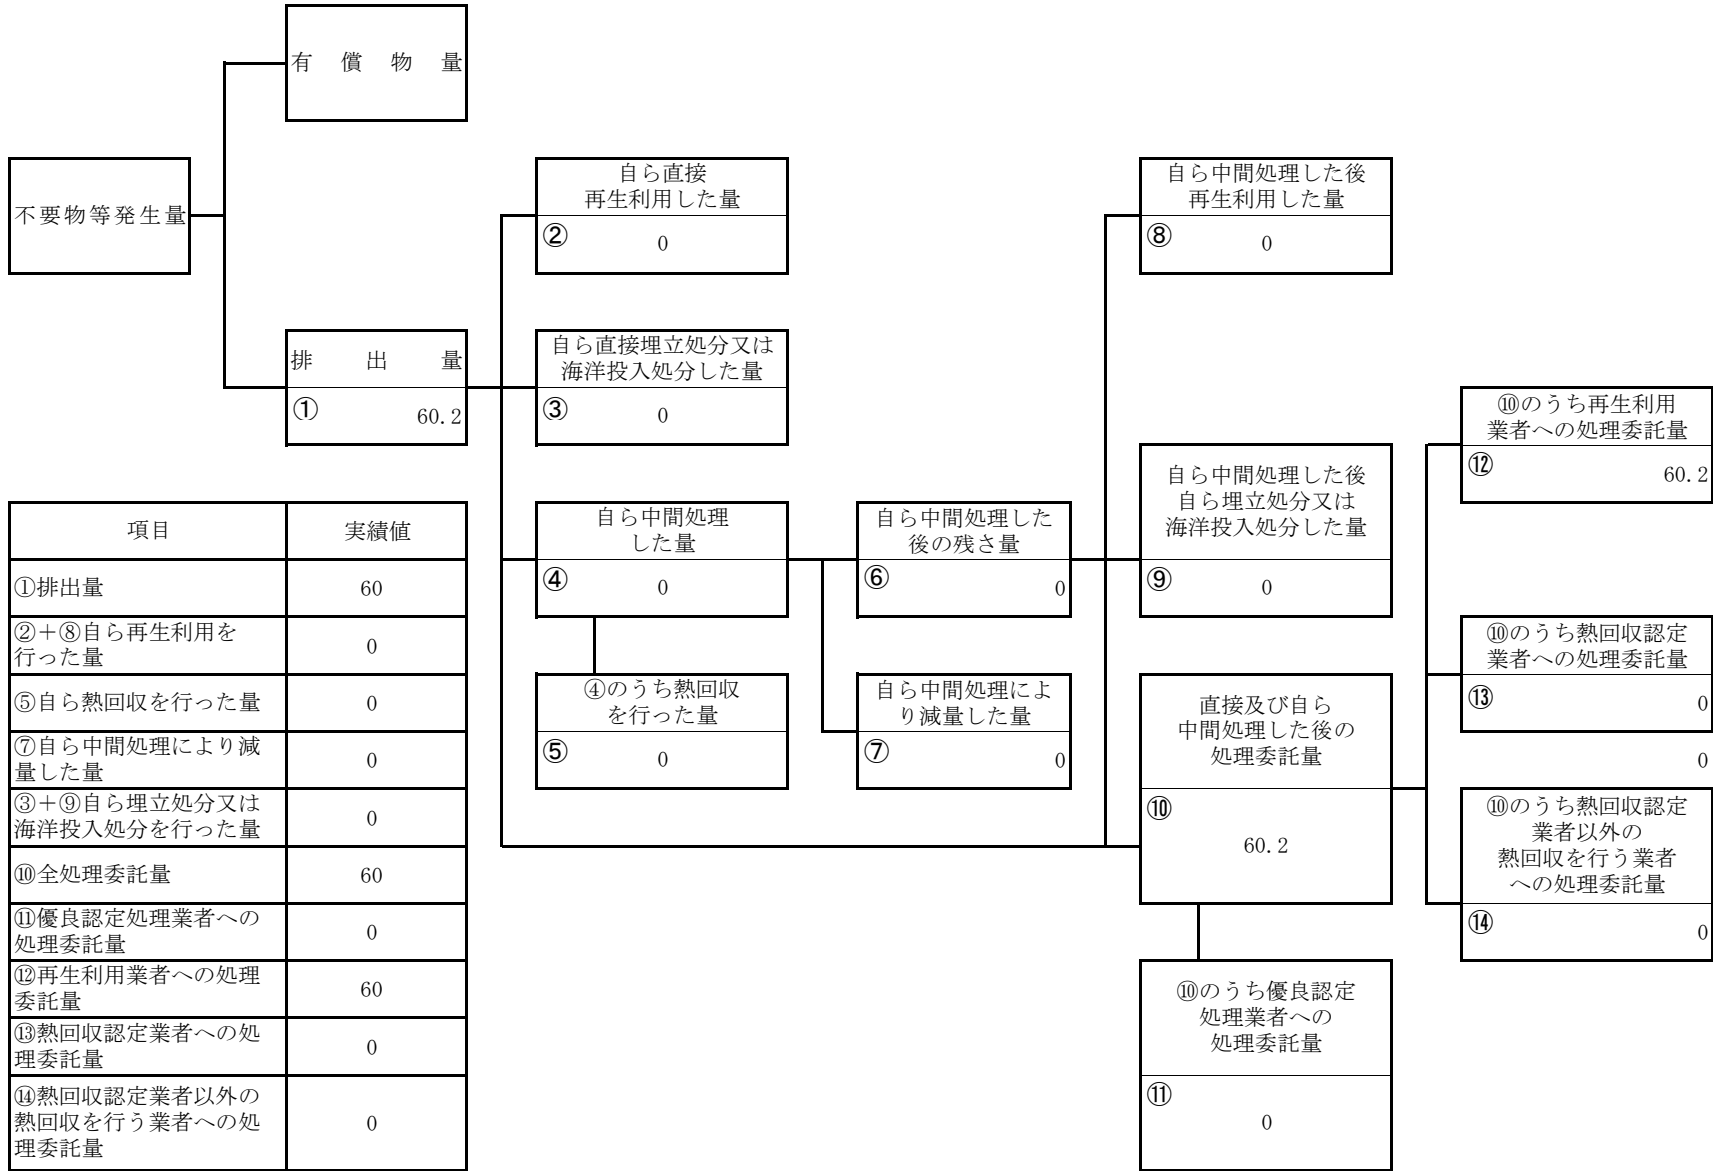 有償物量
不要物等発生量
自ら直接
再生利用した量
② 0
自ら中間処理した後
再生利用した量
⑧ 0
排出量
① 60.2
自ら直接埋立処分又は
海洋投入処分した量
③ 0
⑩のうち再生利用
業者への処理委託量
⑫ 60.2
自ら中間処理
した量
④ 0
自ら中間処理した
後の残さ量
⑥ 0
自ら中間処理した後
自ら埋立処分又は
海洋投入処分した量
⑨ 0
⑩のうち熱回収認定
業者への処理委託量
⑬ 0
0
④のうち熱回収
を行った量
⑤ 0
自ら中間処理によ
り減量した量
⑦ 0
直接及び自ら
中間処理した後の
処理委託量
⑩
60.2
⑩のうち熱回収認定
業者以外の
熱回収を行う業者
への処理委託量
⑭ 0
⑩のうち優良認定
処理業者への
処理委託量
⑪
0
項目 実績値
①排出量 60
②＋⑧自ら再生利用を
行った量 0
⑤自ら熱回収を行った量 0
⑦自ら中間処理により減
量した量 0
③＋⑨自ら埋立処分又は
海洋投入処分を行った量 0
⑩全処理委託量 60
⑪優良認定処理業者への
処理委託量 0
⑫再生利用業者への処理
委託量 60
⑬熱回収認定業者への処
理委託量 0
⑭熱回収認定業者以外の
熱回収を行う業者への処
理委託量 0